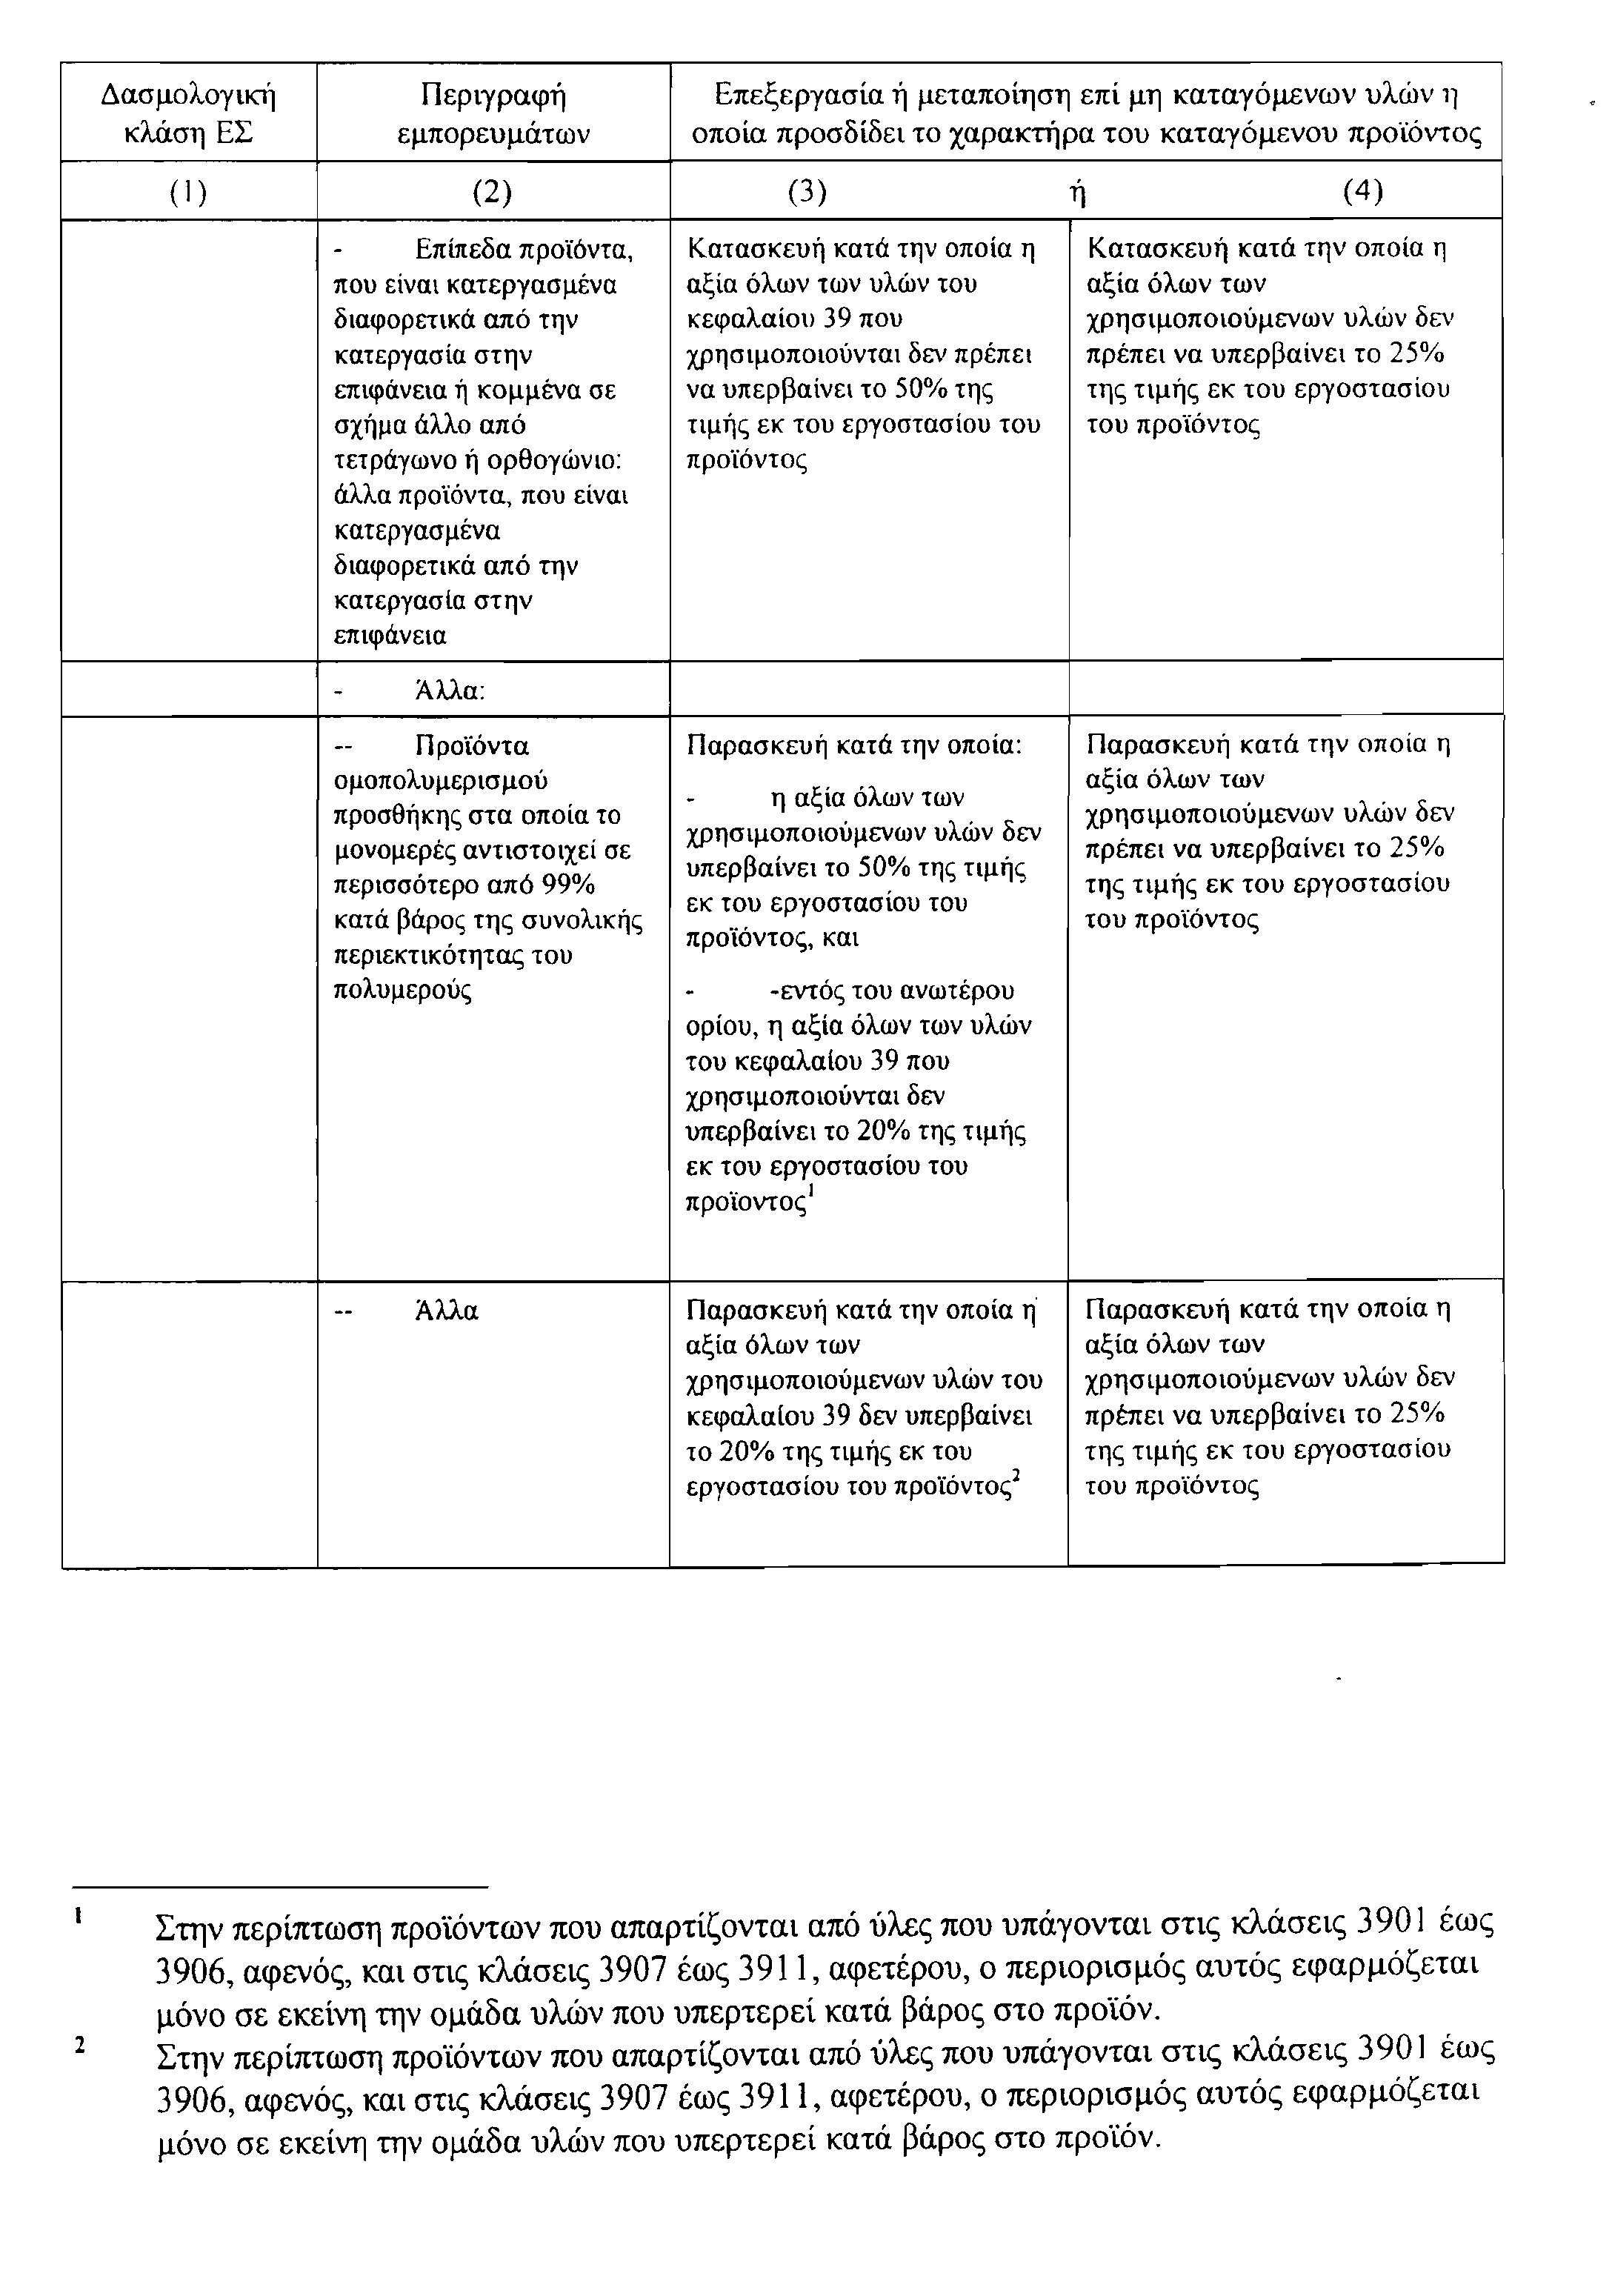 Δασμολογική
κλάση ΕΣ
Περιγραφή
εμπορευμάτων
Επεξεργασία ή μεταποίηση επί μη καταγόμενων υλών η
οποία προσδίδει το χαρακτήρα του καταγόμενου προϊόντος
(1)
(2)
(3) ή (4)
- Επίπεδα προϊόντα,
που είναι κατεργασμένα
διαφορετικά από την
κατεργασία στην
επιφάνεια ή κομμένα σε
σχήμα άλλο από
τετράγωνο ή ορθογώνιο:
άλλα προϊόντα, που είναι
κατεργασμένα
διαφορετικά από την
κατεργασία στην
επιφάνεια
Κατασκευή κατά την οποία η
αξία όλων των υλών του
κεφαλαίου 39 που
χρησιμοποιούνται δεν πρέπει
να υπερβαίνει το 50% της
τιμής εκ του εργοστασίου του
προϊόντος
Κατασκευή κατά την οποία η
αξία όλων των
χρησιμοποιούμενων υλών δεν
πρέπει να υπερβαίνει το 25%
της τιμής εκ του εργοστασίου
του προϊόντος
- Άλλα:
-- Προϊόντα
ομοπολυμερισμού
προσθήκης στα οποία το
μονομερές αντιστοιχεί σε
περισσότερο από 99%
κατά βάρος της συνολικής
περιεκτικότητας του
πολυμερούς
Παρασκευή κατά την οποία:
- η αξία όλων των
χρησιμοποιούμενων υλών δεν
υπερβαίνει το 50% της τιμής
εκ του εργοστασίου του
προϊόντος, και
- -εντός του ανωτέρου
ορίου, η αξία όλων των υλών
του κεφαλαίου 39 που
χρησιμοποιούνται δεν
υπερβαίνει το 20% της τιμής
εκ του εργοστασίου του
προϊοντος¹
Παρασκευή κατά την οποία η
αξία όλων των
χρησιμοποιούμενων υλών δεν
πρέπει να υπερβαίνει το 25%
της τιμής εκ του εργοστασίου
του προϊόντος
-- Άλλα
Παρασκευή κατά την οποία η
αξία όλων των
χρησιμοποιούμενων υλών του
κεφαλαίου 39 δεν υπερβαίνει
το 20% της τιμής εκ του
εργοστασίου του προϊόντος²
Παρασκευή κατά την οποία η
αξία όλων των
χρησιμοποιούμενων υλών δεν
πρέπει να υπερβαίνει το 25%
της τιμής εκ του εργοστασίου
του προϊόντος
1 Στην περίπτωση προϊόντων που απαρτίζονται από ύλες που υπάγονται στις κλάσεις 3901 έως
3906, αφενός, και στις κλάσεις 3907 έως 3911, αφετέρου, ο περιορισμός αυτός εφαρμόζεται
μόνο σε εκείνη την ομάδα υλών που υπερτερεί κατά βάρος στο προϊόν.
2 Στην περίπτωση προϊόντων που απαρτίζονται από ύλες που υπάγονται στις κλάσεις 3901 έως
3906, αφενός, και στις κλάσεις 3907 έως 3911, αφετέρου, ο περιορισμός αυτός εφαρμόζεται
μόνο σε εκείνη την ομάδα υλών που υπερτερεί κατά βάρος στο προϊόν.